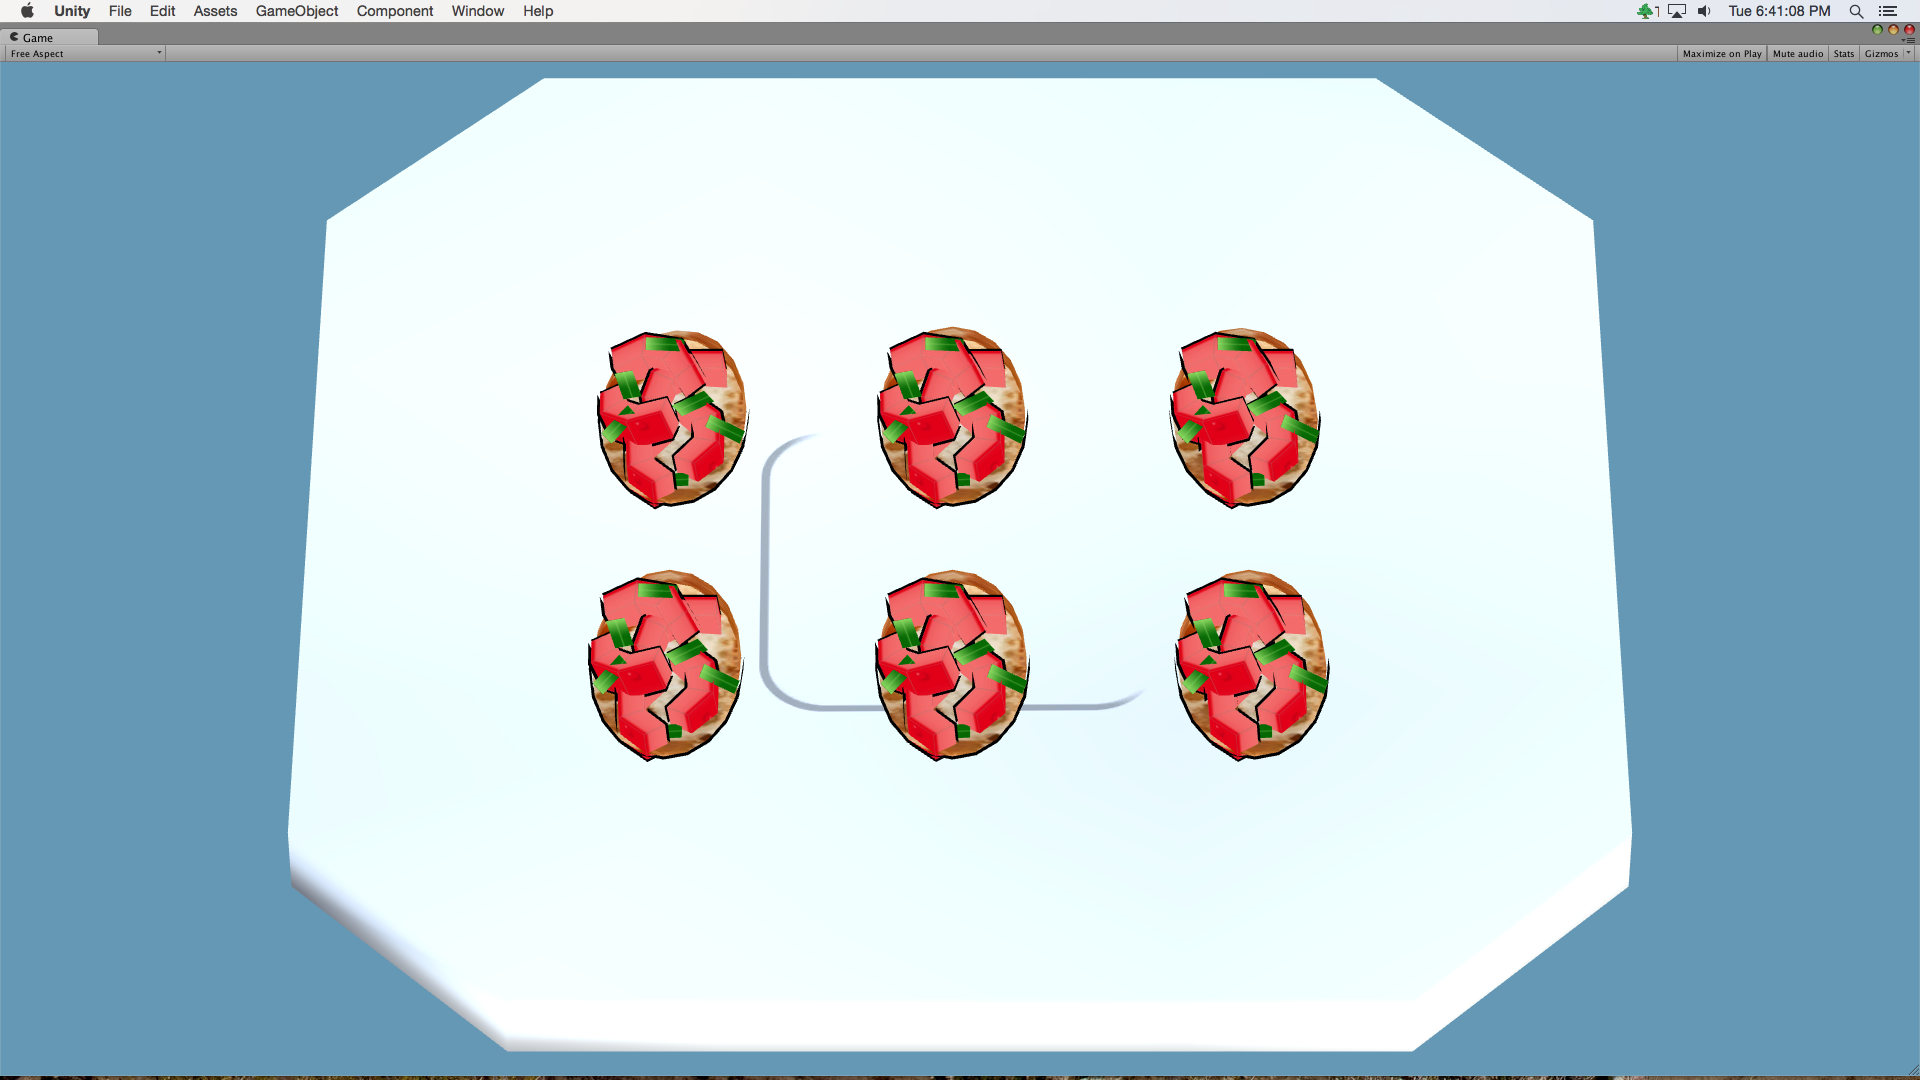 Unity File Edit Assets GameObject Component Window Help Tue 6:41:08 PM
Game
Free Aspect Maximize on Play Mute audio Stats Gizmos